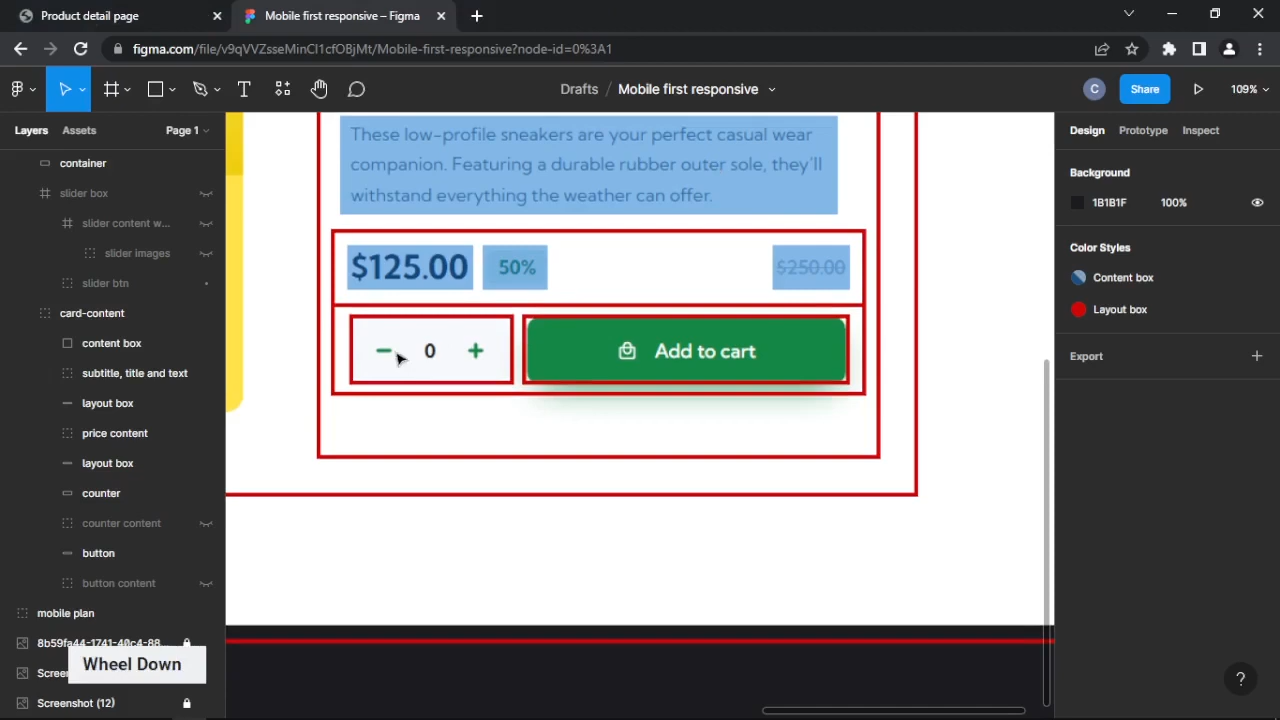 Product detail page
Mobile first responsive – Figma
figma.com/file/v9qVVZsseMinCl1cfOBjMt/Mobile-first-responsive?node-id=0%3A1
Drafts / Mobile first responsive
C
Share
109%
Layers
Assets
Page 1
container
slider box
slider content w...
slider images
slider btn
card-content
content box
subtitle, title and text
layout box
price content
layout box
counter
counter content
button
button content
mobile plan
8b59fa44-1741-40c4-88...
Scree
Screenshot (12)
Wheel Down
These low-profile sneakers are your perfect casual wear
companion. Featuring a durable rubber outer sole, they'll
withstand everything the weather can offer.
$125.00
50%
$250.00
0
Add to cart
Design
Prototype
Inspect
Background
1B1B1F
100%
Color Styles
Content box
Layout box
Export
?